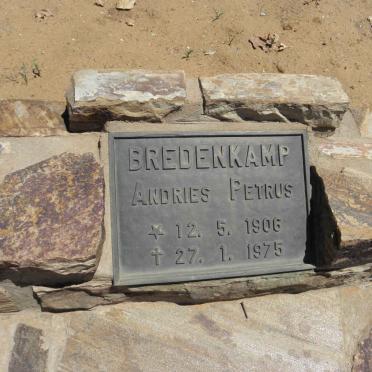 BREDENKAMP
ANDRIES PETRUS
* 12. 5. 1906
† 27. 1. 1975